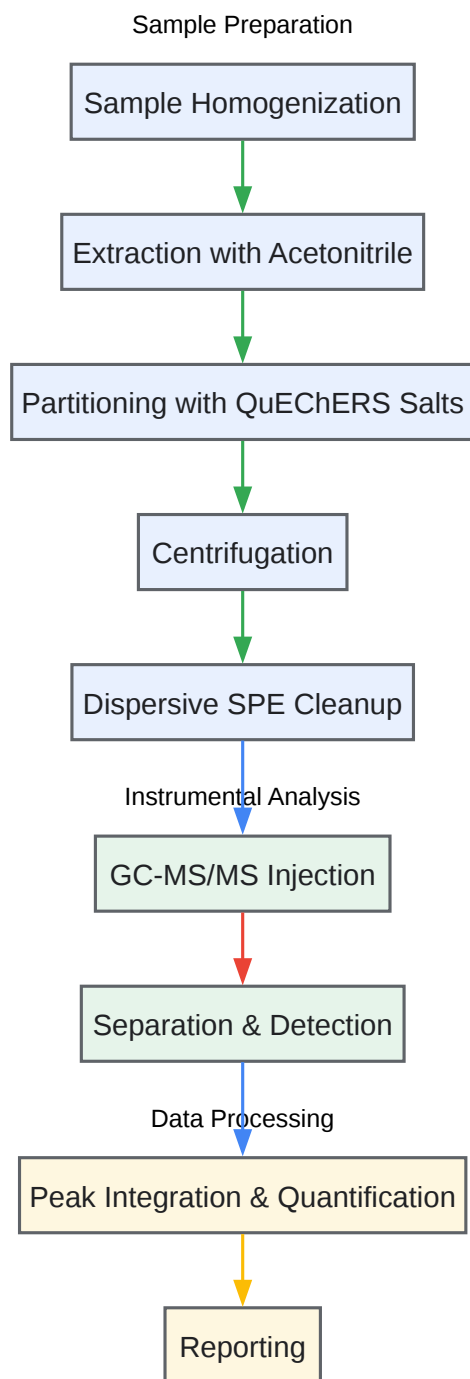 Sample Preparation
Sample Homogenization
Extraction with Acetonitrile
Partitioning with QuEChERS Salts
Centrifugation
Dispersive SPE Cleanup
Instrumental Analysis
GC-MS/MS Injection
Separation & Detection
Data Processing
Peak Integration & Quantification
Reporting